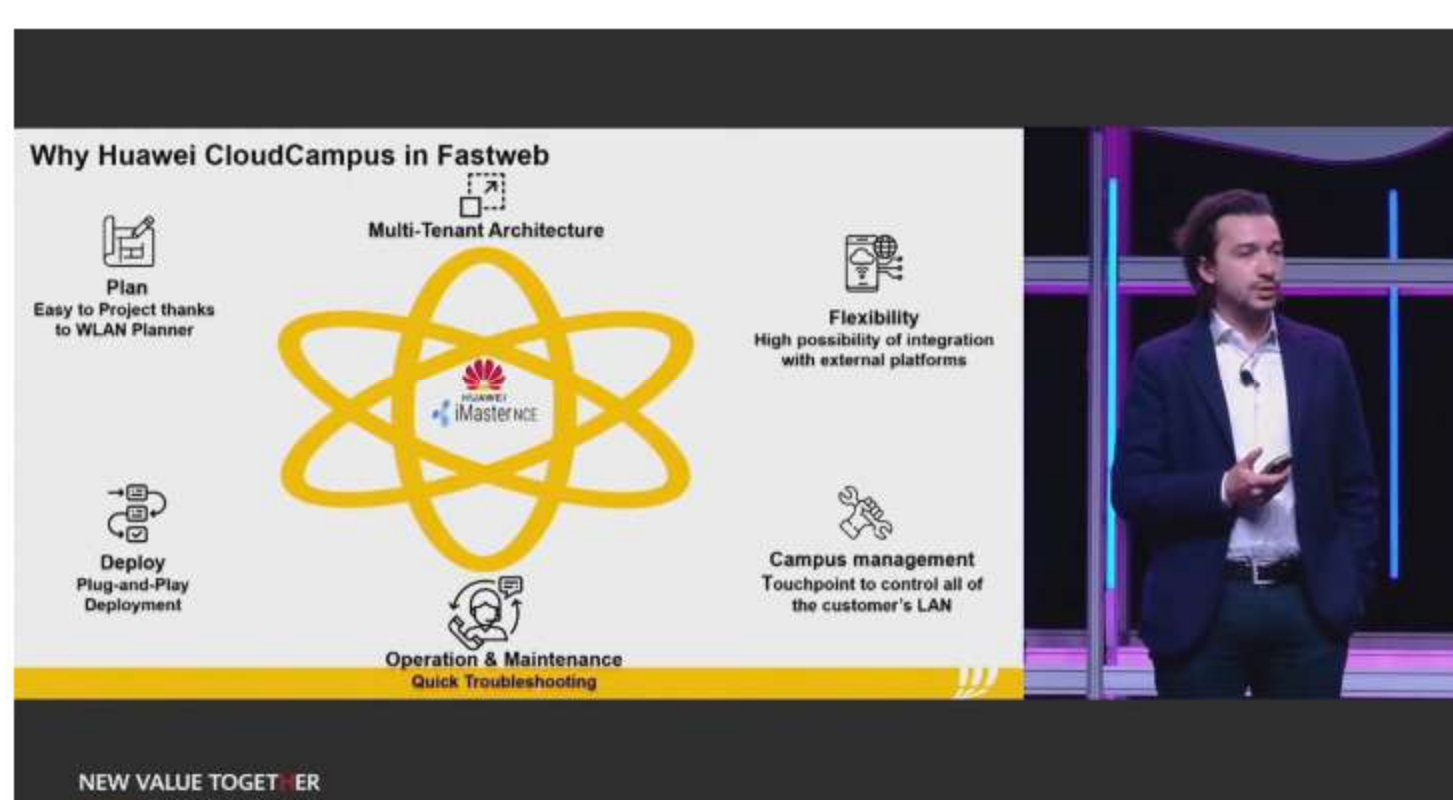 Why Huawei CloudCampus in Fastweb
Multi-Tenant Architecture
Plan
Easy to Project thanks
to WLAN Planner
Flexibility
High possibility of integration
with external platforms
HUAWEI
iMaster NCE
Deploy
Plug-and-Play
Deployment
Campus management
Touchpoint to control all of
the customer's LAN
Operation & Maintenance
Quick Troubleshooting
NEW VALUE TOGETHER